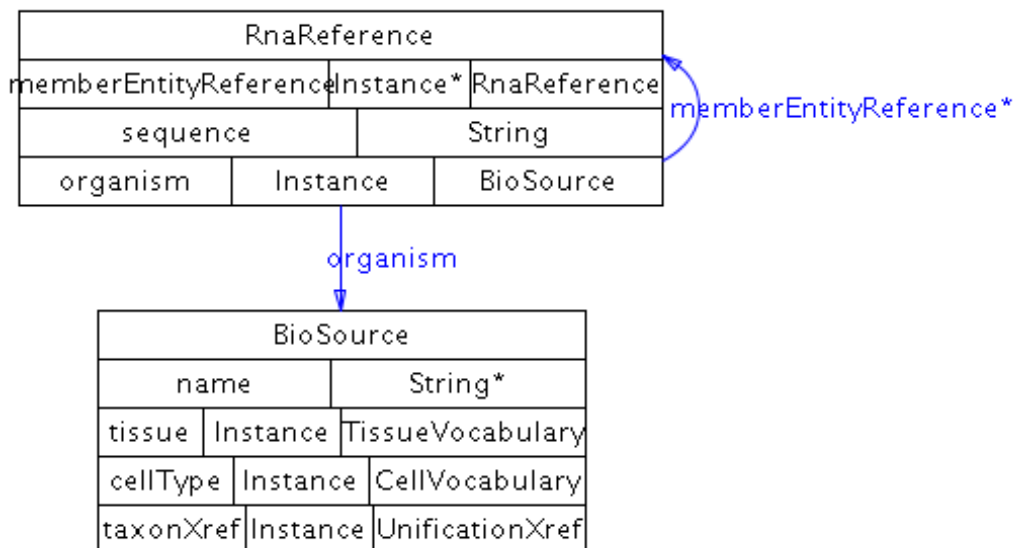 RnaReference
memberEntityReference Instance* RnaReference
memberEntityReference*
sequence String
organism Instance BioSource
organism
BioSource
name String*
tissue Instance TissueVocabulary
cellType Instance CellVocabulary
taxonXref Instance UnificationXref